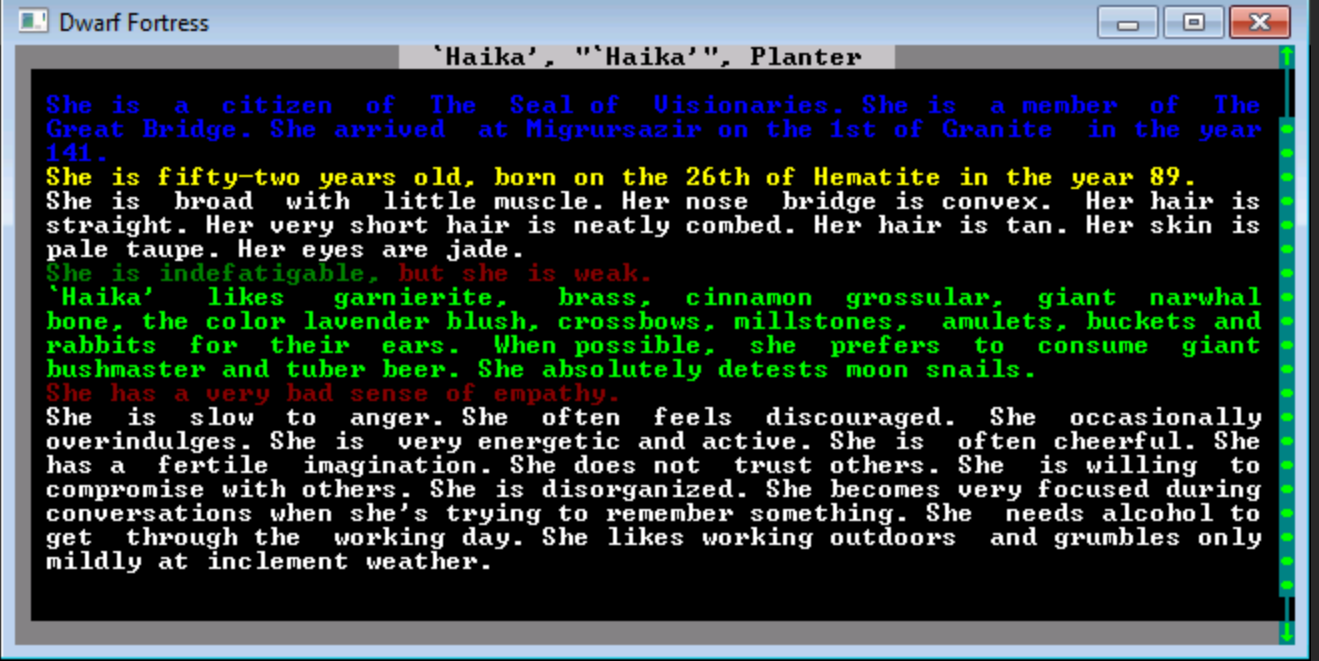 Dwarf Fortress
`Haika', "`Haika'", Planter
She is a citizen of The Seal of Visionaries. She is a member of The
Great Bridge. She arrived at Migrursazir on the 1st of Granite in the year
141.
She is fifty-two years old, born on the 26th of Hematite in the year 89.
She is broad with little muscle. Her nose bridge is convex. Her hair is
straight. Her very short hair is neatly combed. Her hair is tan. Her skin is
pale taupe. Her eyes are jade.
She is indefatigable, but she is weak.
`Haika' likes garnierite, brass, cinnamon grossular, giant narwhal
bone, the color lavender blush, crossbows, millstones, amulets, buckets and
rabbits for their ears. When possible, she prefers to consume giant
bushmaster and tuber beer. She absolutely detests moon snails.
She has a very bad sense of empathy.
She is slow to anger. She often feels discouraged. She occasionally
overindulges. She is very energetic and active. She is often cheerful. She
has a fertile imagination. She does not trust others. She is willing to
compromise with others. She is disorganized. She becomes very focused during
conversations when she's trying to remember something. She needs alcohol to
get through the working day. She likes working outdoors and grumbles only
mildly at inclement weather.